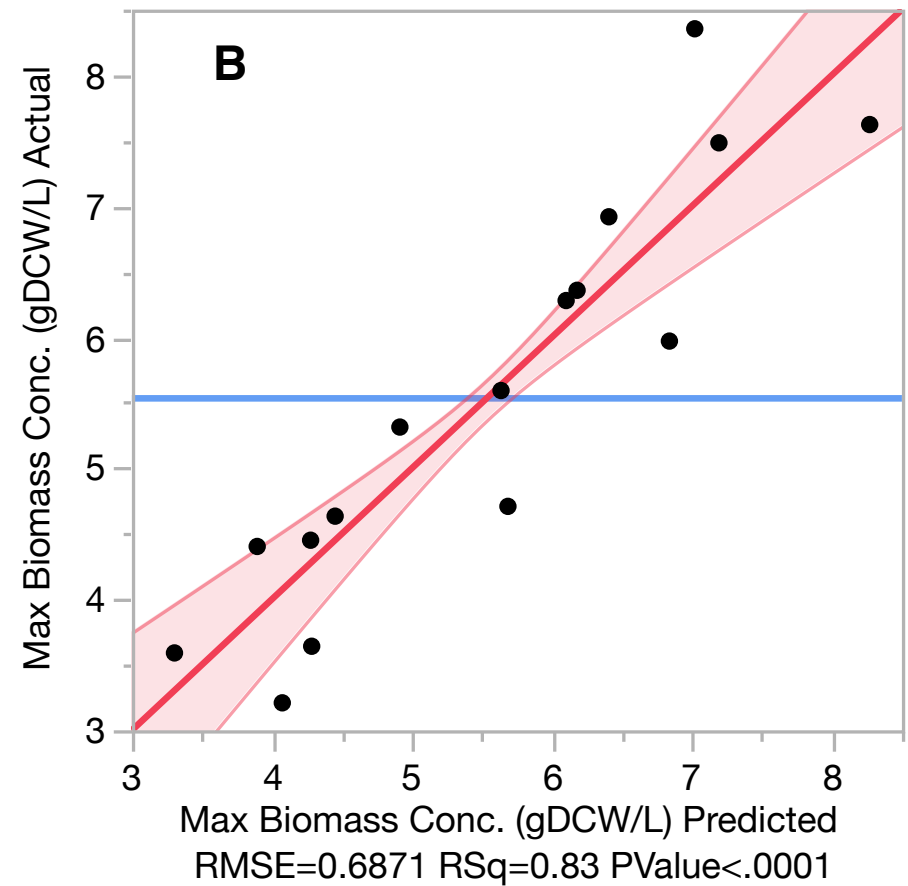 B
Max Biomass Conc. (gDCW/L) Actual
8
7
6
5
4
3
3 4 5 6 7 8
Max Biomass Conc. (gDCW/L) Predicted
RMSE=0.6871 RSq=0.83 PValue<.0001